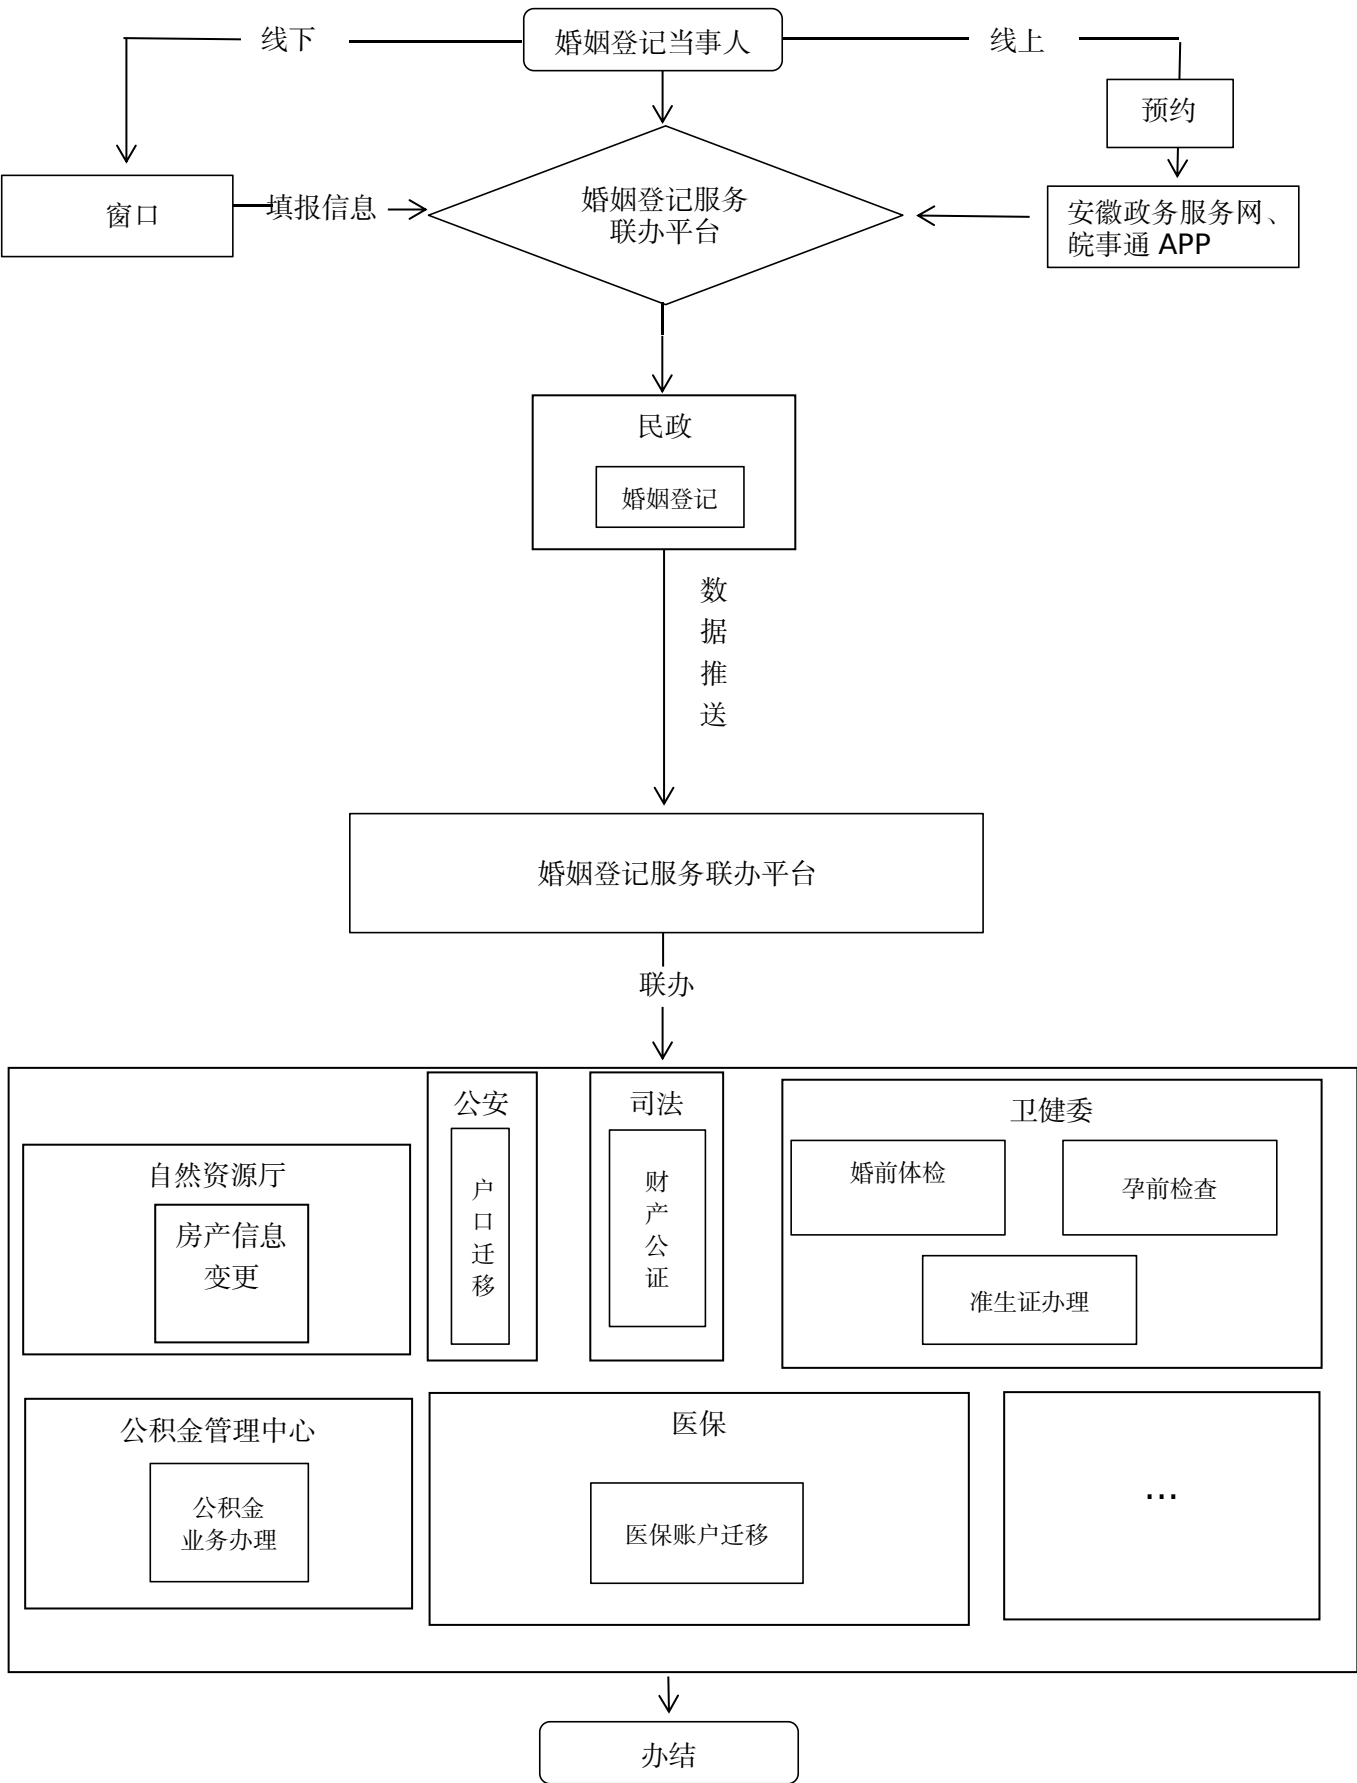 线下
婚姻登记当事人
线上
预约
窗口
填报信息
婚姻登记服务
联办平台
安徽政务服务网、
皖事通 APP
民政
婚姻登记
数
据
推
送
婚姻登记服务联办平台
联办
自然资源厅
房产信息
变更
公安
户
口
迁
移
司法
财
产
公
证
卫健委
婚前体检
孕前检查
准生证办理
公积金管理中心
公积金
业务办理
医保
医保账户迁移
…
办结